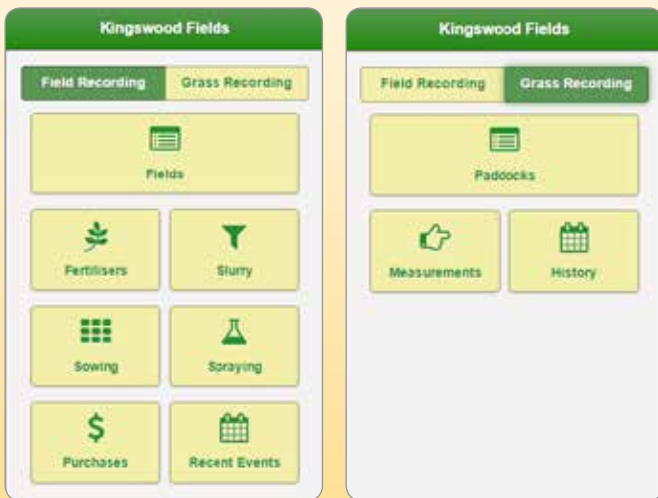 Kingswood Fields
Field Recording Grass Recording
Fields
Fertilisers Slurry
Sowing Spraying
Purchases Recent Events
Kingswood Fields
Field Recording Grass Recording
Paddocks
Measurements History